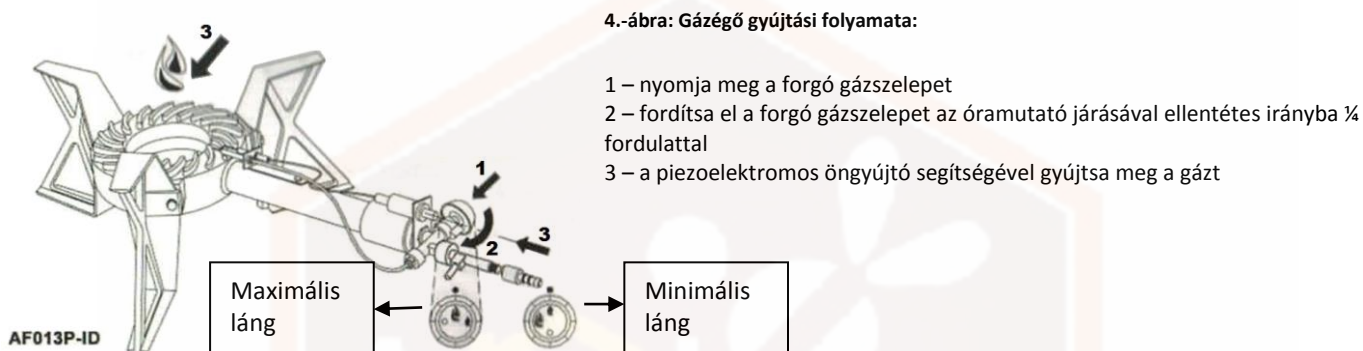 4.-ábra: Gázégő gyújtási folyamata:
1 – nyomja meg a forgó gázszelepet
2 – fordítsa el a forgó gázszelepet az óramutató járásával ellentétes irányba ¼
fordulattal
3 – a piezoelektromos öngyújtó segítségével gyújtsa meg a gázt
3
1
2
3
Maximális
láng
Minimális
láng
AF013P-ID